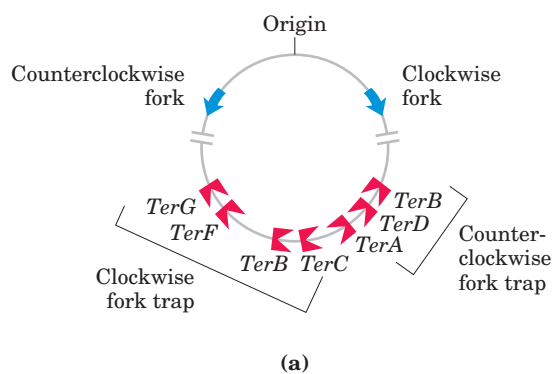 Origin
Counterclockwise
fork
Clockwise
fork
TerG
TerF
TerB
TerC
TerA
TerD
TerB
Clockwise
fork trap
Counter-
clockwise
fork trap
(a)